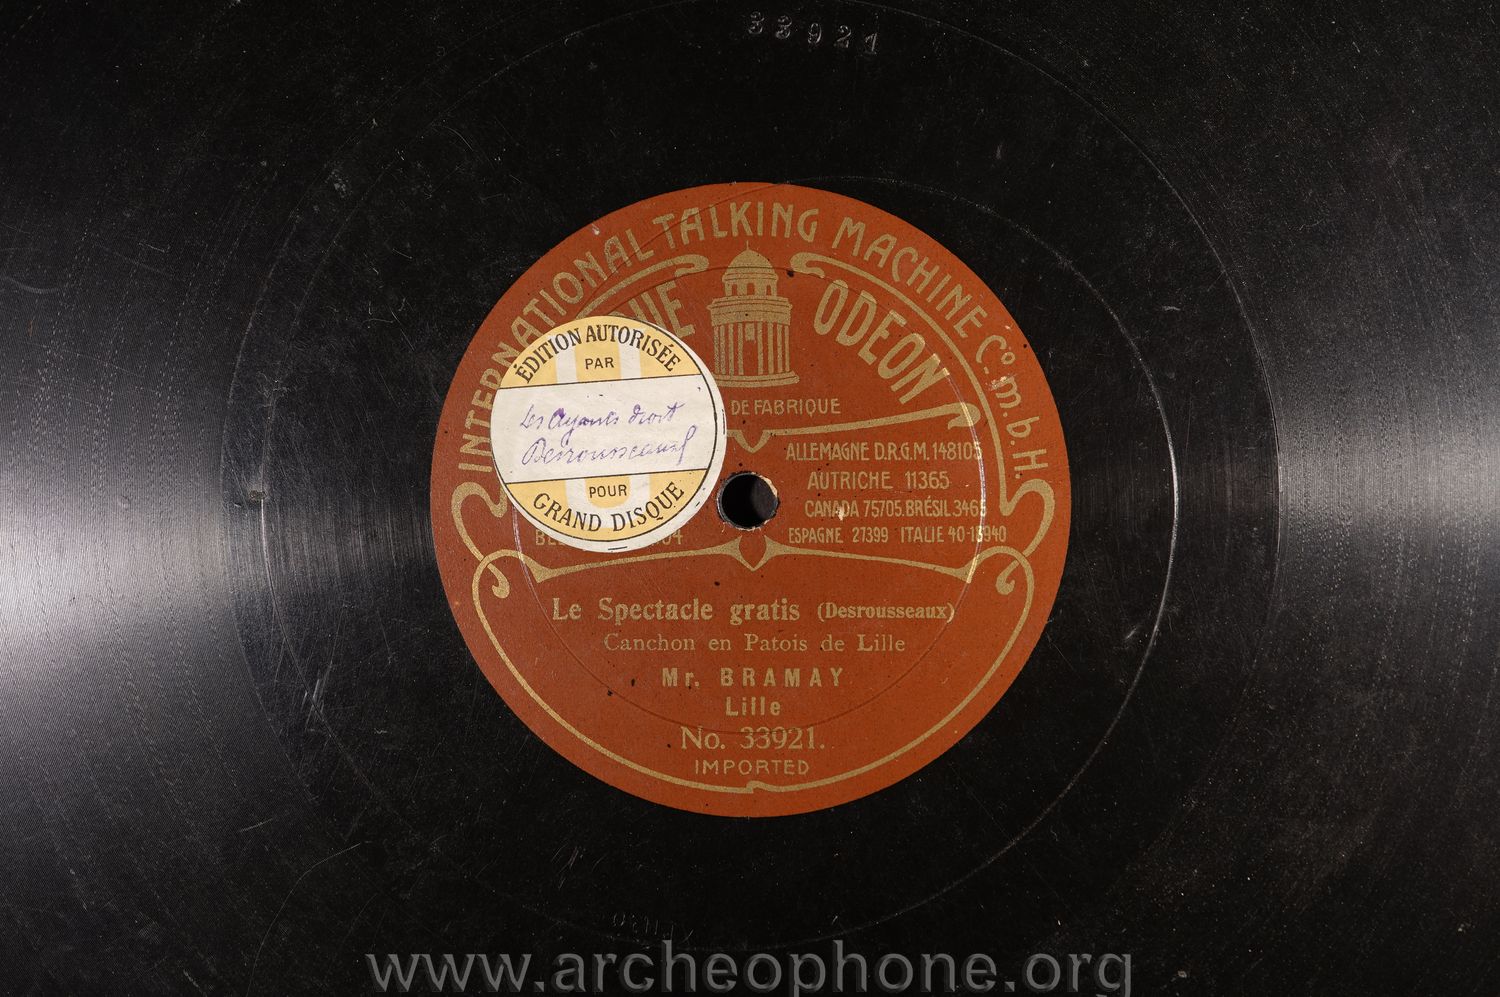 33921
INTERNATIONAL TALKING MACHINE Co. m. b. H.
ODEON
DE FABRIQUE
ÉDITION AUTORISÉE
PAR
Les Ayants droit
Desrousseaux
POUR
GRAND DISQUE
ALLEMAGNE D.R.G.M. 148105
AUTRICHE 11365
CANADA 75705. BRÉSIL 3465
ESPAGNE 27399 ITALIE 40-13940
Le Spectacle gratis (Desrousseaux)
Canchon en Patois de Lille
Mr. BRAMAY
Lille
No. 33921.
IMPORTED
www.archeophone.org